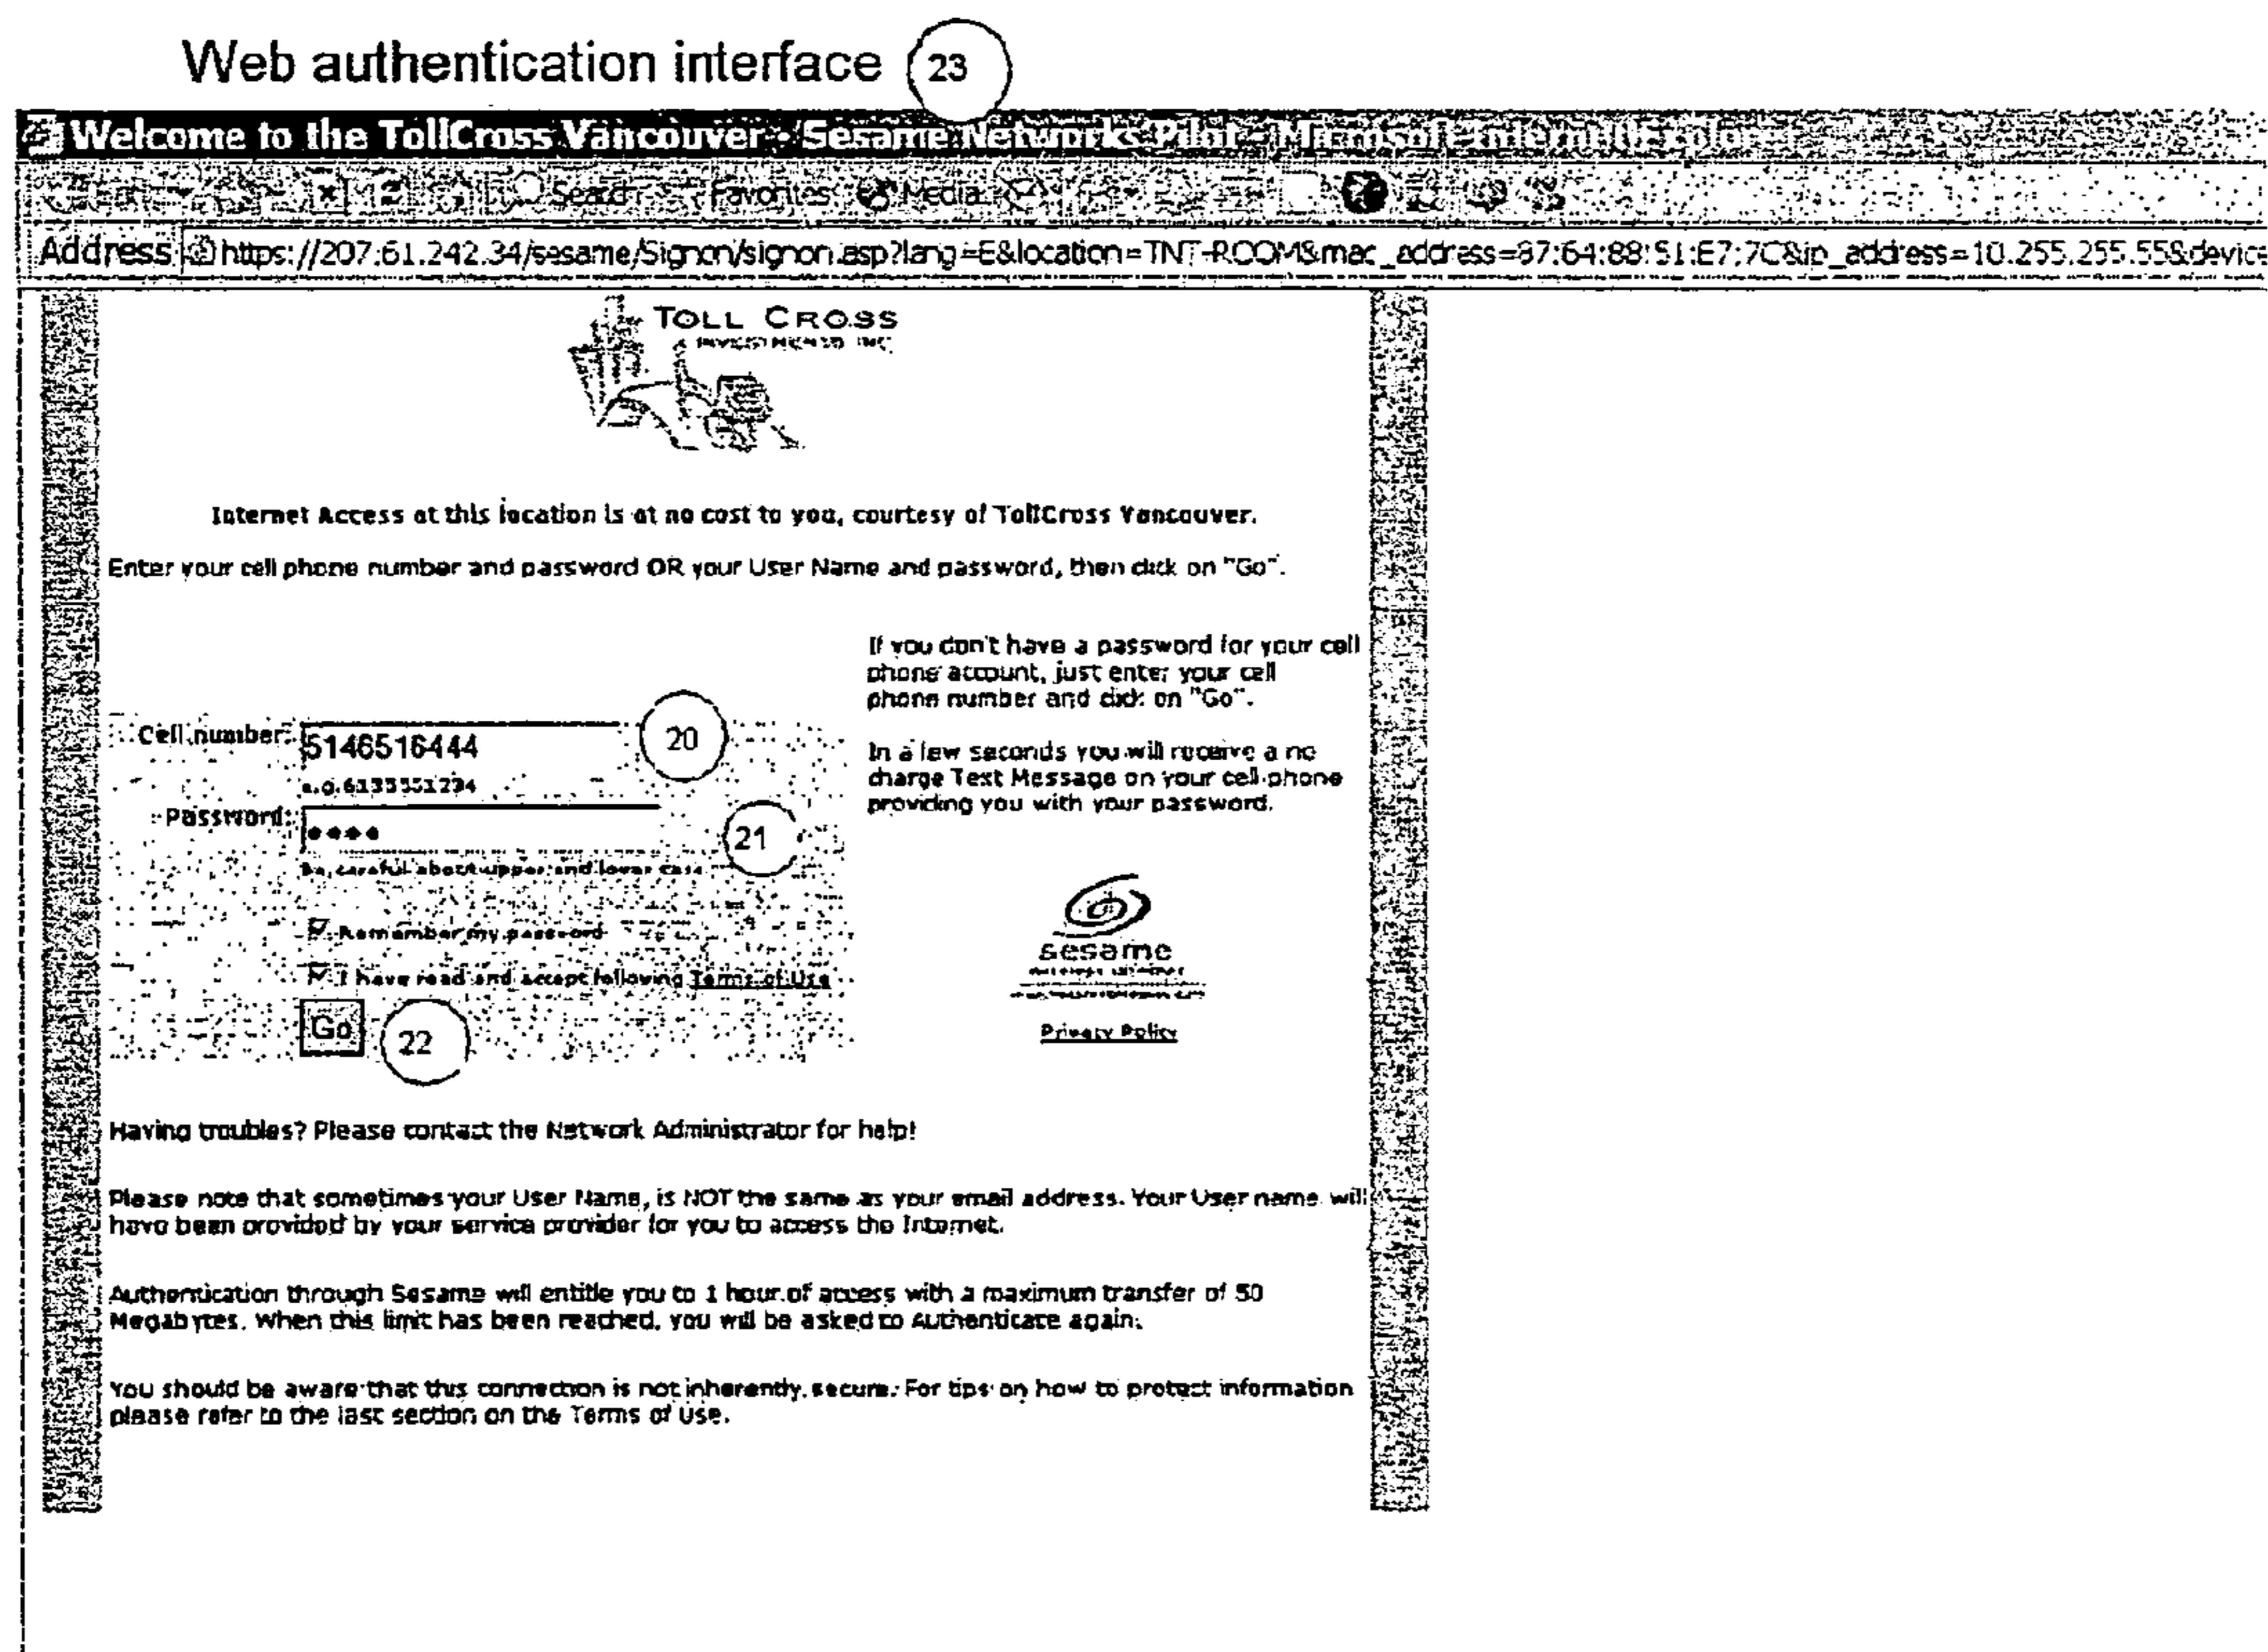 Web authentication interface 23
Welcome to the TollCross Vancouver - Sesame Networks Pilot - Microsoft Internet Explorer
Search Favorites Media
Address https://207.61.242.34/sesame/Signon/signon.asp?lang=E&location=TNT-ROOM&mac_address=87:64:88:51:E7:7C&ip_address=10.255.255.55&device
TOLL CROSS
INVESTMENTS INC
Internet Access at this location is at no cost to you, courtesy of TollCross Vancouver.
Enter your cell phone number and password OR your User Name and password, then click on "Go".
If you don't have a password for your cell
phone account, just enter your cell
phone number and click on "Go".
Cell number: 5146516444 20
In a few seconds you will receive a no
charge Text Message on your cell phone
providing you with your password.
e.g. 6135551234
Password: •••• 21
Be careful about upper and lower case
Remember my password
I have read and accept following Terms of Use
Go 22
sesame
Privacy Policy
Having troubles? Please contact the Network Administrator for help!
Please note that sometimes your User Name, is NOT the same as your email address. Your User name will
have been provided by your service provider for you to access the Internet.
Authentication through Sesame will entitle you to 1 hour of access with a maximum transfer of 50
Megabytes. When this limit has been reached, you will be asked to Authenticate again.
You should be aware that this connection is not inherently secure. For tips on how to protect information
please refer to the last section on the Terms of Use.